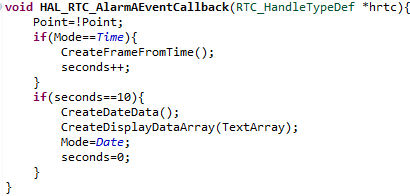 void HAL_RTC_AlarmAEventCallback(RTC_HandleTypeDef *hrtc){
    Point=!Point;
    if(Mode==Time){
        CreateFrameFromTime();
        seconds++;
    }
    if(seconds==10){
        CreateDateData();
        CreateDisplayDataArray(TextArray);
        Mode=Date;
        seconds=0;
    }
}